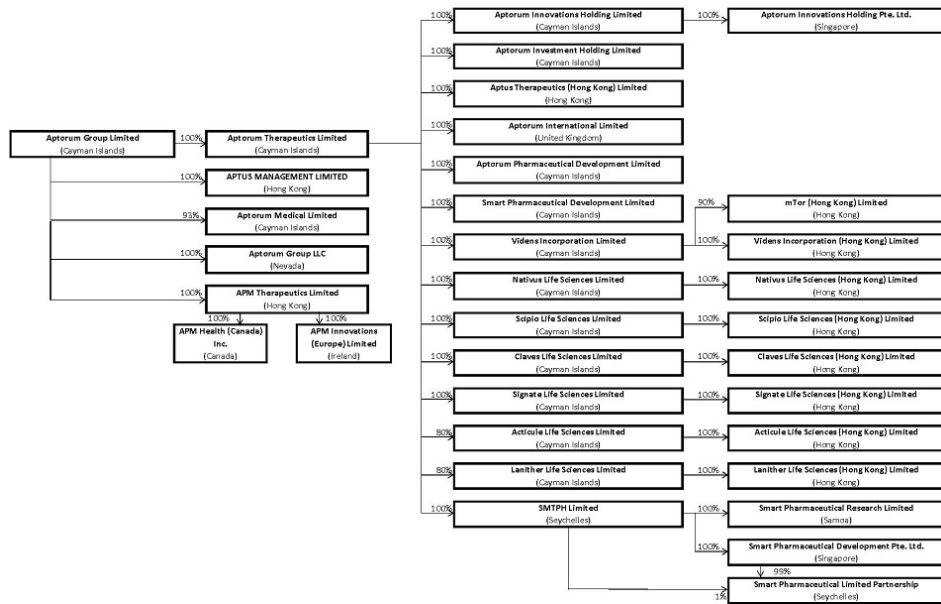 100% Aptorum Innovations Holding Limited 100% Aptorum Innovations Holding Pte. Ltd.
(Cayman Islands) (Singapore)
100% Aptorum Investment Holding Limited
(Cayman Islands)
100% Aptus Therapeutics (Hong Kong) Limited
(Hong Kong)
100% Aptorum International Limited
(United Kingdom)
Aptorum Group Limited 100% Aptorum Therapeutics Limited
(Cayman Islands) (Cayman Islands)
100% Aptorum Pharmaceutical Development Limited
(Cayman Islands)
100% APTUS MANAGEMENT LIMITED
(Hong Kong)
100% Smart Pharmaceutical Development Limited 90% mTor (Hong Kong) Limited
(Cayman Islands) (Hong Kong)
93% Aptorum Medical Limited
(Cayman Islands)
100% Videns Incorporation Limited 100% Videns Incorporation (Hong Kong) Limited
(Cayman Islands) (Hong Kong)
100% Aptorum Group LLC
(Nevada)
100% Nativus Life Sciences Limited 100% Nativus Life Sciences (Hong Kong) Limited
(Cayman Islands) (Hong Kong)
100% APM Therapeutics Limited
(Hong Kong)
100% 100%
APM Health (Canada) APM Innovations
Inc. (Europe) Limited
(Canada) (Ireland)
100% Scipio Life Sciences Limited 100% Scipio Life Sciences (Hong Kong) Limited
(Cayman Islands) (Hong Kong)
100% Claves Life Sciences Limited 100% Claves Life Sciences (Hong Kong) Limited
(Cayman Islands) (Hong Kong)
100% Signate Life Sciences Limited 100% Signate Life Sciences (Hong Kong) Limited
(Cayman Islands) (Hong Kong)
80% Acticule Life Sciences Limited 100% Acticule Life Sciences (Hong Kong) Limited
(Cayman Islands) (Hong Kong)
80% Lanither Life Sciences Limited 100% Lanither Life Sciences (Hong Kong) Limited
(Cayman Islands) (Hong Kong)
100% SMTPH Limited 100% Smart Pharmaceutical Research Limited
(Seychelles) (Samoa)
100% Smart Pharmaceutical Development Pte. Ltd.
(Singapore)
99%
1% Smart Pharmaceutical Limited Partnership
(Seychelles)